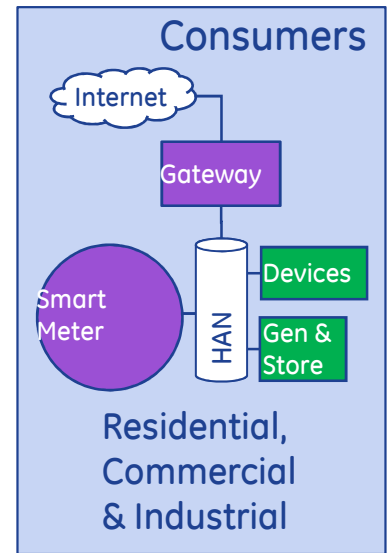 Consumers
Internet
Gateway
Smart
Meter
HAN
Devices
Gen &
Store
Residential,
Commercial
& Industrial